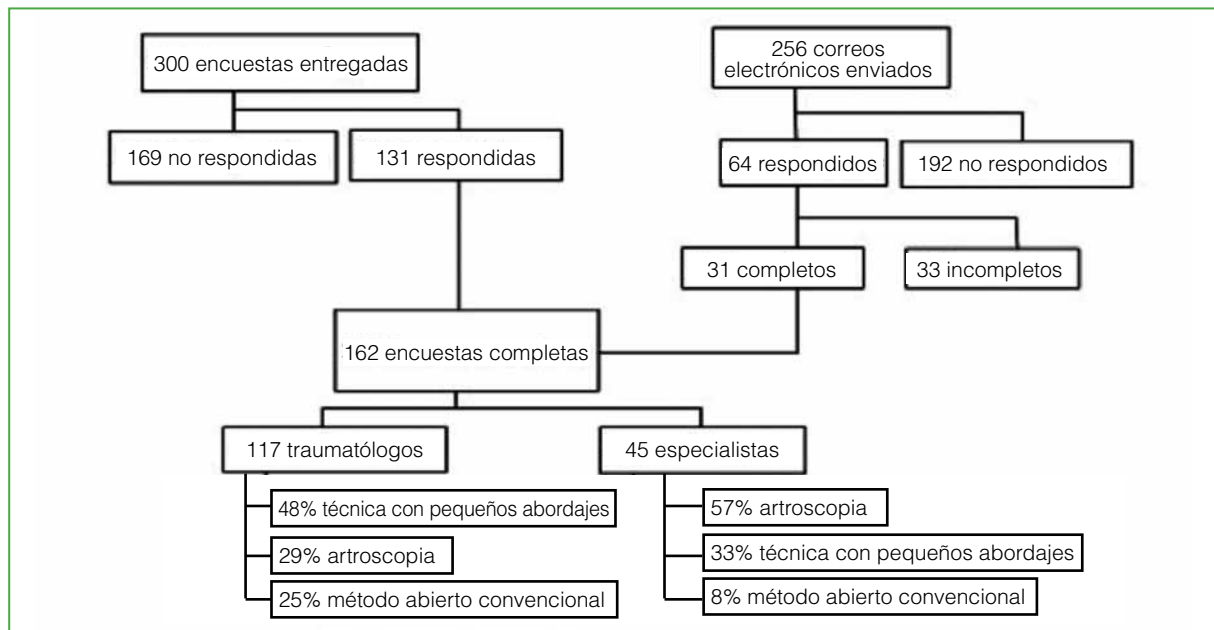 300 encuestas entregadas
256 correos
electrónicos enviados
169 no respondidas
131 respondidas
64 respondidos
192 no respondidos
31 completos
33 incompletos
162 encuestas completas
117 traumatólogos
45 especialistas
48% técnica con pequeños abordajes
29% artroscopia
25% método abierto convencional
57% artroscopia
33% técnica con pequeños abordajes
8% método abierto convencional